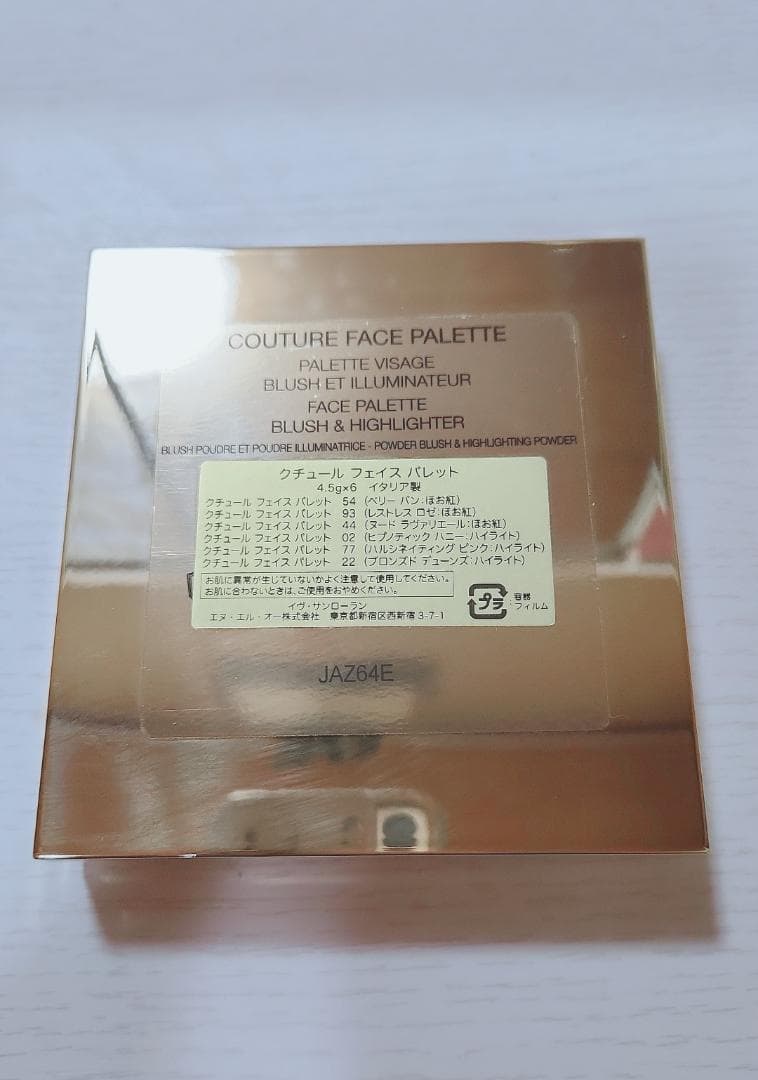 COUTURE FACE PALETTE
PALETTE VISAGE
BLUSH ET ILLUMINATEUR
FACE PALETTE
BLUSH & HIGHLIGHTER
BLUSH POUDRE ET POUDRE ILLUMINATRICE - POWDER BLUSH & HIGHLIGHTING POWDER
クチュール フェイス パレット
4.5g×6 イタリア製
クチュール フェイス パレット 54 (ベリー バン:ほお紅)
クチュール フェイス パレット 93 (レストレス ロゼ:ほお紅)
クチュール フェイス パレット 44 (ヌード ラヴァリエール:ほお紅)
クチュール フェイス パレット 02 (ヒプノティック ハニー:ハイライト)
クチュール フェイス パレット 77 (ハルシネイティング ピンク:ハイライト)
クチュール フェイス パレット 22 (ブロンズド デューンズ:ハイライト)
お肌に異常が生じていないかよく注意して使用してください。
お肌に合わないときは、ご使用をおやめください。
イヴ・サンローラン
エヌ・エル・オー株式会社 東京都新宿区西新宿 3-7-1
プラ
容器
フィルム
JAZ64E